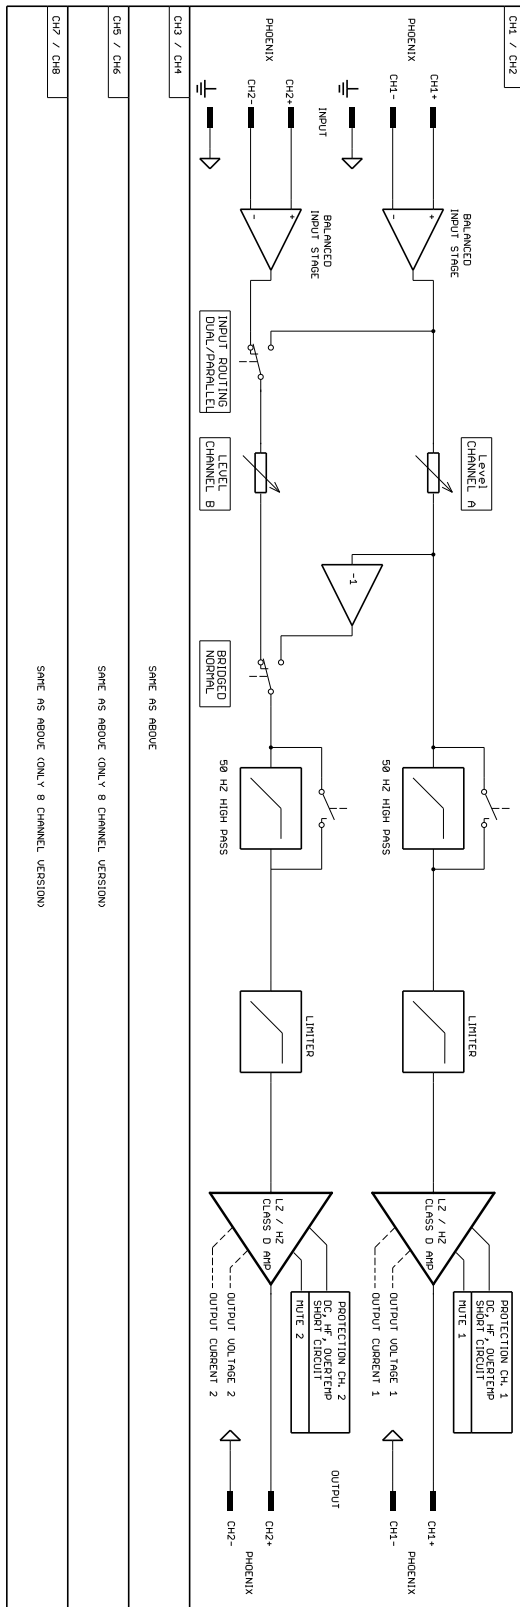 CH1 / CH2
PHOENIX
CH1+
CH1-
INPUT
PHOENIX
CH2+
CH2-
+
-
BALANCED
INPUT STAGE
+
-
BALANCED
INPUT STAGE
INPUT ROUTING
DUAL/PARALLEL
Level
CHANNEL A
LEVEL
CHANNEL B
-1
BRIDGED
NORMAL
50 HZ HIGH PASS
50 HZ HIGH PASS
LIMITER
LIMITER
LZ / HZ
CLASS D AMP
PROTECTION CH. 1
DC, HF, OVERTEMP
SHORT CIRCUIT
MUTE 1
OUTPUT VOLTAGE 1
OUTPUT CURRENT 1
LZ / HZ
CLASS D AMP
PROTECTION CH. 2
DC, HF, OVERTEMP
SHORT CIRCUIT
MUTE 2
OUTPUT VOLTAGE 2
OUTPUT CURRENT 2
OUTPUT
CH1+
CH1-
PHOENIX
CH2+
CH2-
PHOENIX
CH3 / CH4
SAME AS ABOVE
CH5 / CH6
SAME AS ABOVE (ONLY 8 CHANNEL VERSION)
CH7 / CH8
SAME AS ABOVE (ONLY 8 CHANNEL VERSION)